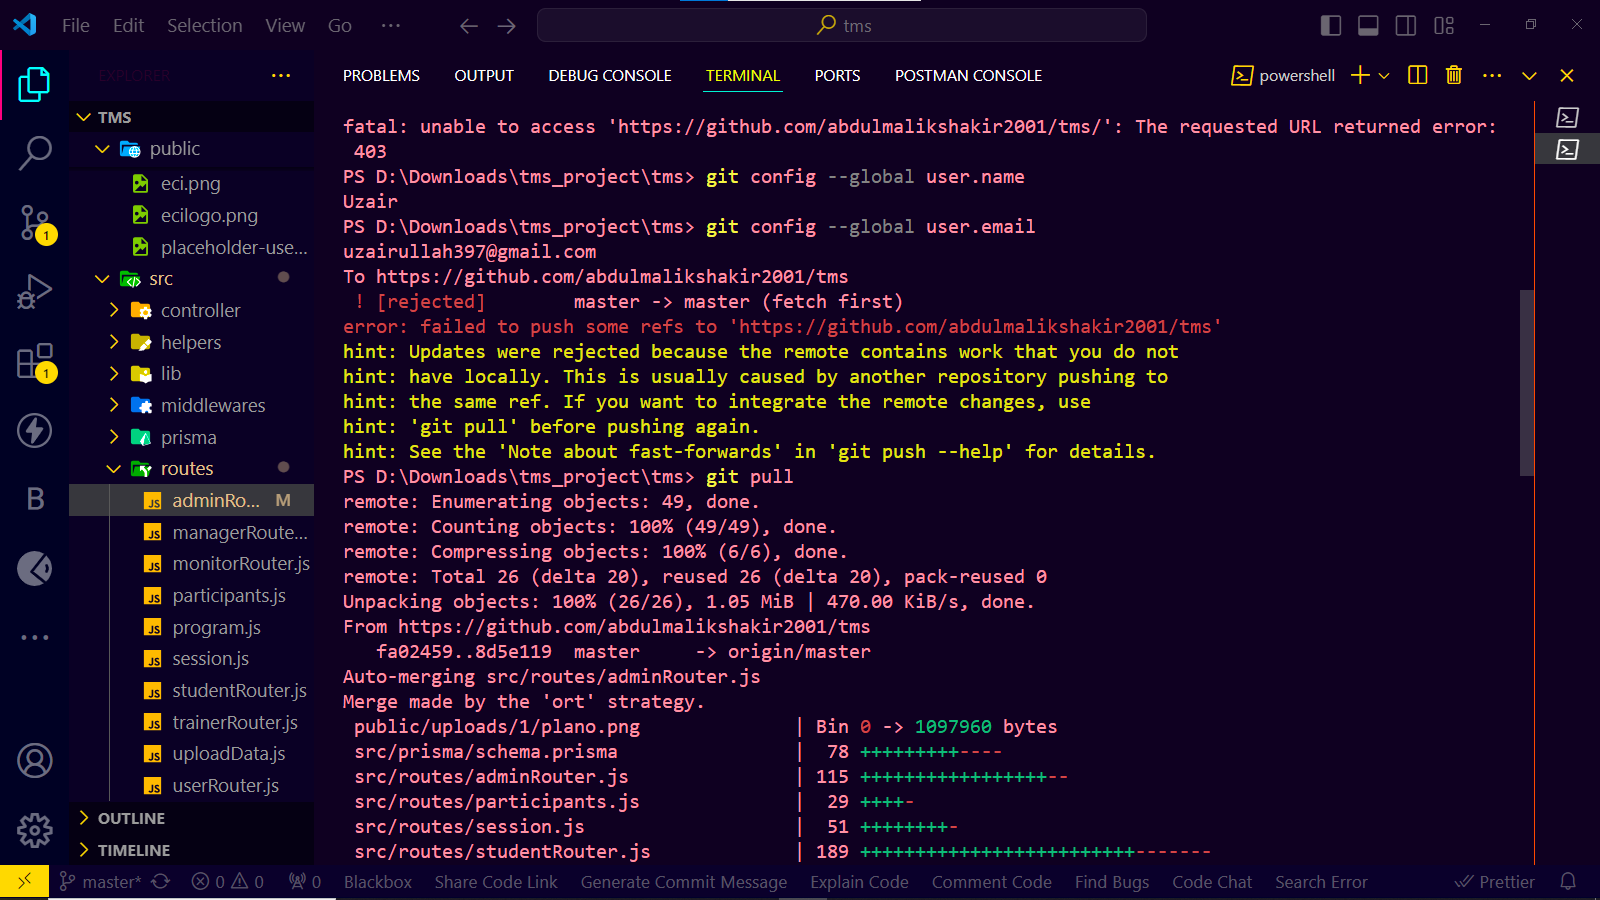 File Edit Selection View Go ··· tms
EXPLORER ···
TMS
public
eci.png
ecilogo.png
placeholder-use...
src
controller
helpers
lib
middlewares
prisma
routes
adminRo... M
managerRoute...
monitorRouter.js
participants.js
program.js
session.js
studentRouter.js
trainerRouter.js
uploadData.js
userRouter.js
OUTLINE
TIMELINE
1
1
B
PROBLEMS OUTPUT DEBUG CONSOLE TERMINAL PORTS POSTMAN CONSOLE powershell
fatal: unable to access 'https://github.com/abdulmalikshakir2001/tms/': The requested URL returned error:
403
PS D:\Downloads\tms_project\tms> git config --global user.name
Uzair
PS D:\Downloads\tms_project\tms> git config --global user.email
uzairullah397@gmail.com
To https://github.com/abdulmalikshakir2001/tms
! [rejected] master -> master (fetch first)
error: failed to push some refs to 'https://github.com/abdulmalikshakir2001/tms'
hint: Updates were rejected because the remote contains work that you do not
hint: have locally. This is usually caused by another repository pushing to
hint: the same ref. If you want to integrate the remote changes, use
hint: 'git pull' before pushing again.
hint: See the 'Note about fast-forwards' in 'git push --help' for details.
PS D:\Downloads\tms_project\tms> git pull
remote: Enumerating objects: 49, done.
remote: Counting objects: 100% (49/49), done.
remote: Compressing objects: 100% (6/6), done.
remote: Total 26 (delta 20), reused 26 (delta 20), pack-reused 0
Unpacking objects: 100% (26/26), 1.05 MiB | 470.00 KiB/s, done.
From https://github.com/abdulmalikshakir2001/tms
fa02459..8d5e119 master -> origin/master
Auto-merging src/routes/adminRouter.js
Merge made by the 'ort' strategy.
public/uploads/1/plano.png | Bin 0 -> 1097960 bytes
src/prisma/schema.prisma | 78 +++++++++----
src/routes/adminRouter.js | 115 +++++++++++++++++--
src/routes/participants.js | 29 ++++-
src/routes/session.js | 51 ++++++++-
src/routes/studentRouter.js | 189 +++++++++++++++++++++++++-------
master* 0 0 0 Blackbox Share Code Link Generate Commit Message Explain Code Comment Code Find Bugs Code Chat Search Error Prettier